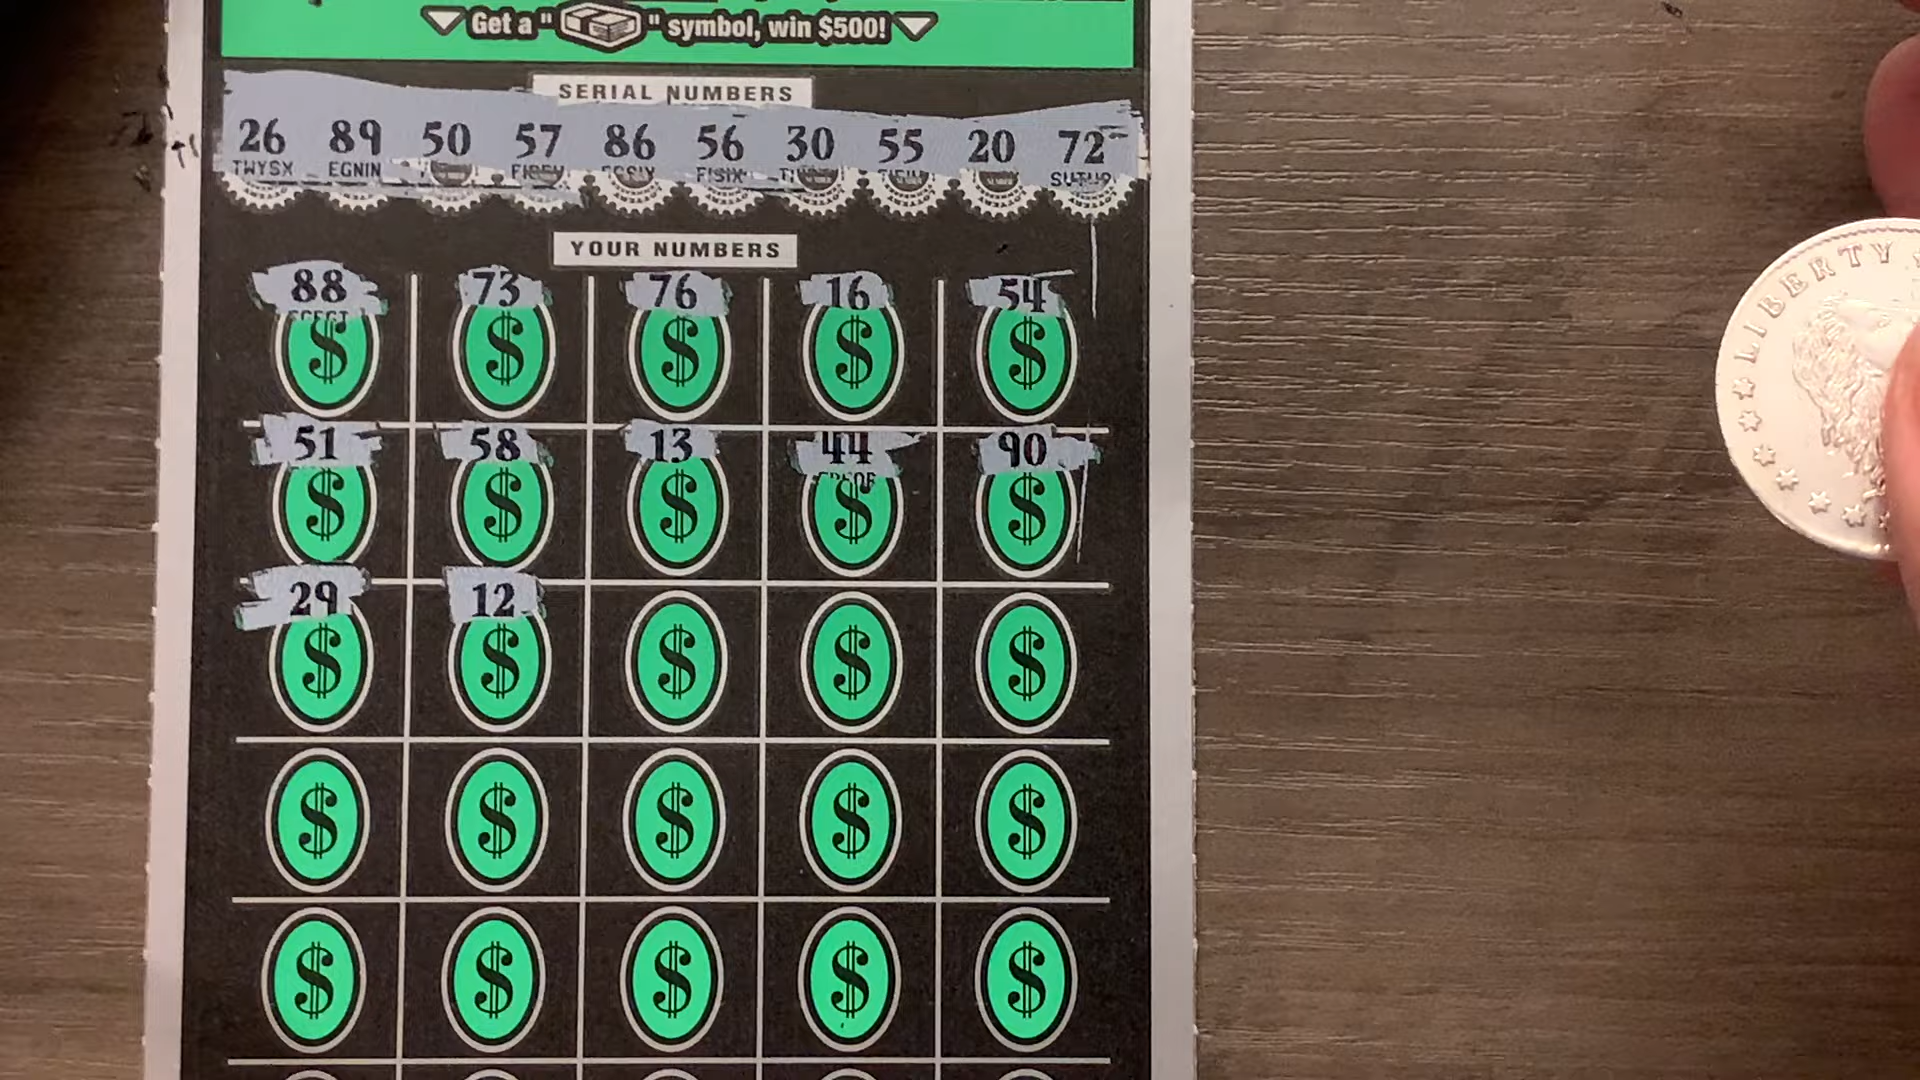 Get a " " symbol, win $500!
SERIAL NUMBERS
26 89 50 57 86 56 30 55 20 72
TWYSX EGNIN
YOUR NUMBERS
88 73 76 16 54
$ $ $ $ $
51 58 13 44 90
$ $ $ $ $
29 12
$ $ $ $ $
$ $ $ $ $
$ $ $ $ $
LIBERTY